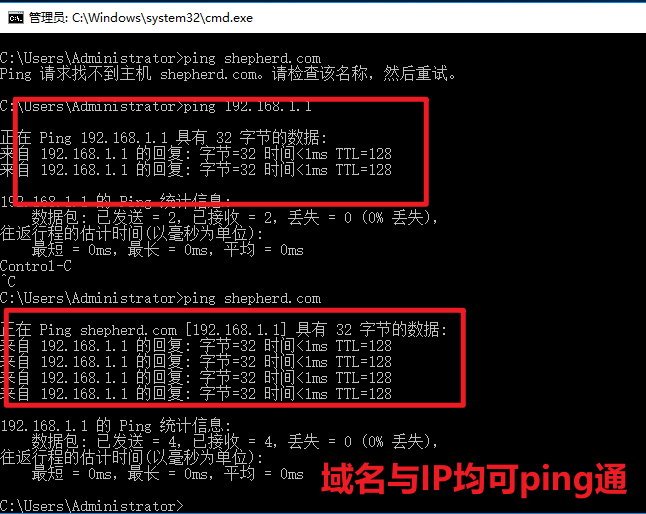 管理员: C:\Windows\system32\cmd.exe
C:\Users\Administrator>ping shepherd.com
Ping 请求找不到主机 shepherd.com。请检查该名称，然后重试。
C:\Users\Administrator>ping 192.168.1.1
正在 Ping 192.168.1.1 具有 32 字节的数据:
来自 192.168.1.1 的回复: 字节=32 时间<1ms TTL=128
来自 192.168.1.1 的回复: 字节=32 时间<1ms TTL=128
192.168.1.1 的 Ping 统计信息:
数据包: 已发送 = 2，已接收 = 2，丢失 = 0 (0% 丢失)，
往返行程的估计时间(以毫秒为单位):
最短 = 0ms，最长 = 0ms，平均 = 0ms
Control-C
^C
C:\Users\Administrator>ping shepherd.com
正在 Ping shepherd.com [192.168.1.1] 具有 32 字节的数据:
来自 192.168.1.1 的回复: 字节=32 时间<1ms TTL=128
来自 192.168.1.1 的回复: 字节=32 时间<1ms TTL=128
来自 192.168.1.1 的回复: 字节=32 时间<1ms TTL=128
来自 192.168.1.1 的回复: 字节=32 时间<1ms TTL=128
192.168.1.1 的 Ping 统计信息:
数据包: 已发送 = 4，已接收 = 4，丢失 = 0 (0% 丢失)，
往返行程的估计时间(以毫秒为单位):
最短 = 0ms，最长 = 0ms，平均 = 0ms
域名与IP均可ping通
C:\Users\Administrator>